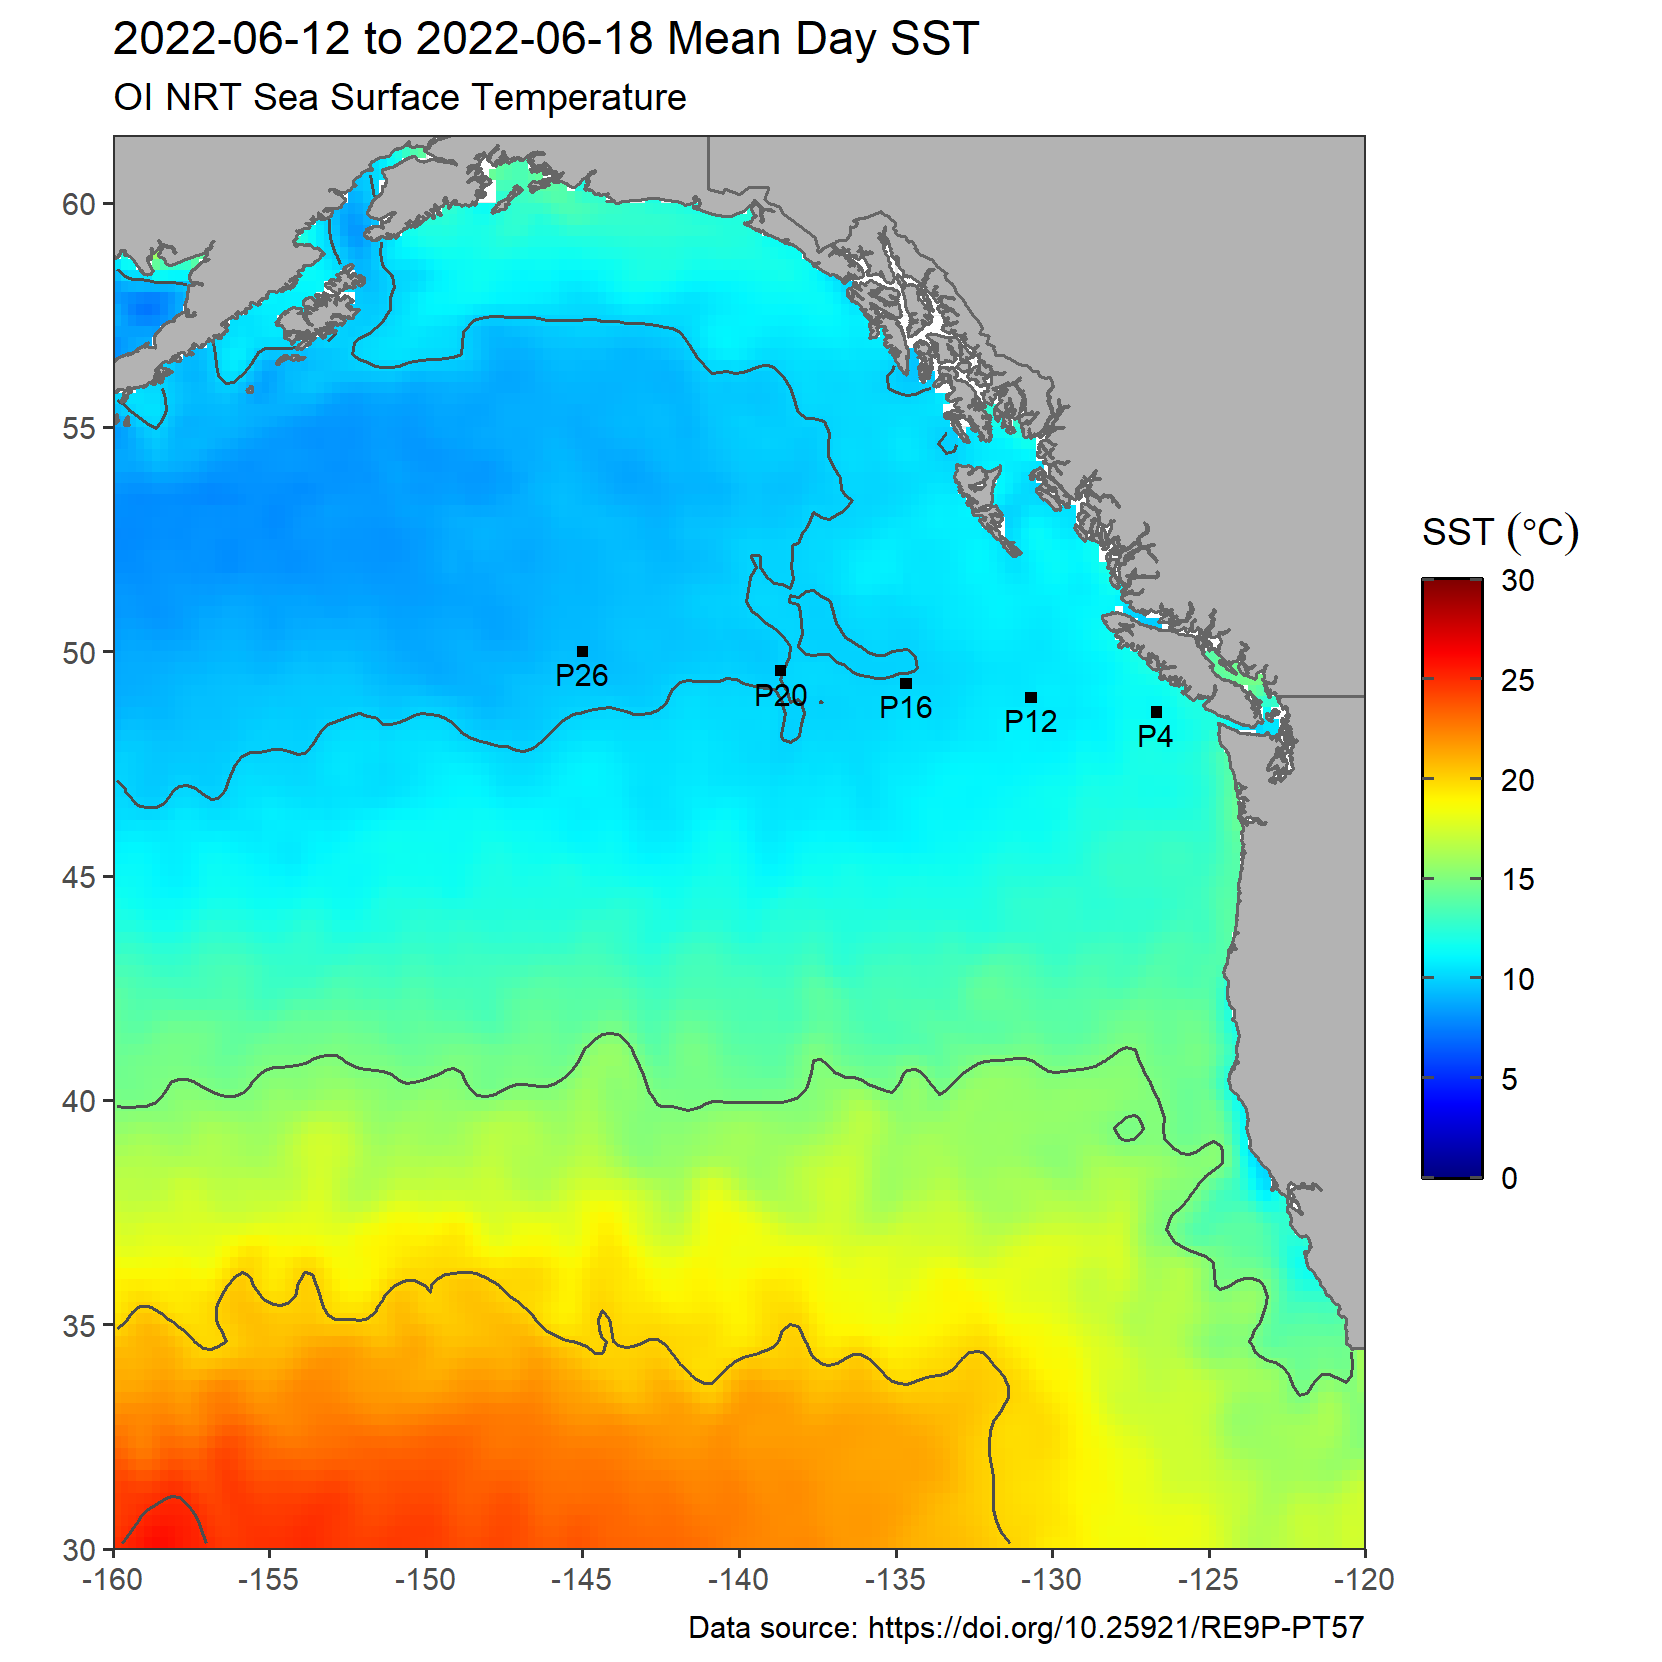 2022-06-12 to 2022-06-18 Mean Day SST
OI NRT Sea Surface Temperature
60
55
50
45
40
35
30
P26
P20
P16
P12
P4
SST (°C)
30
25
20
15
10
5
0
-160
-155
-150
-145
-140
-135
-130
-125
-120
Data source: https://doi.org/10.25921/RE9P-PT57